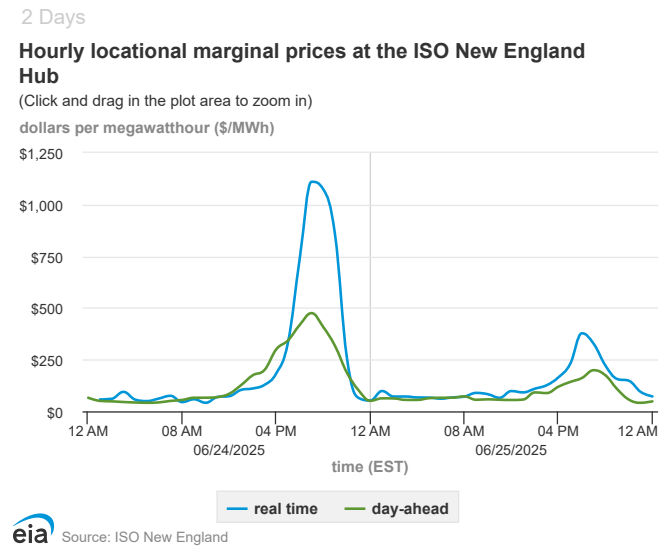 2 Days
Hourly locational marginal prices at the ISO New England
Hub
(Click and drag in the plot area to zoom in)
dollars per megawatthour ($/MWh)
$1,250
$1,000
$750
$500
$250
$0
12 AM 08 AM 04 PM 12 AM 08 AM 04 PM 12 AM
06/24/2025 06/25/2025
time (EST)
real time day-ahead
eia Source: ISO New England